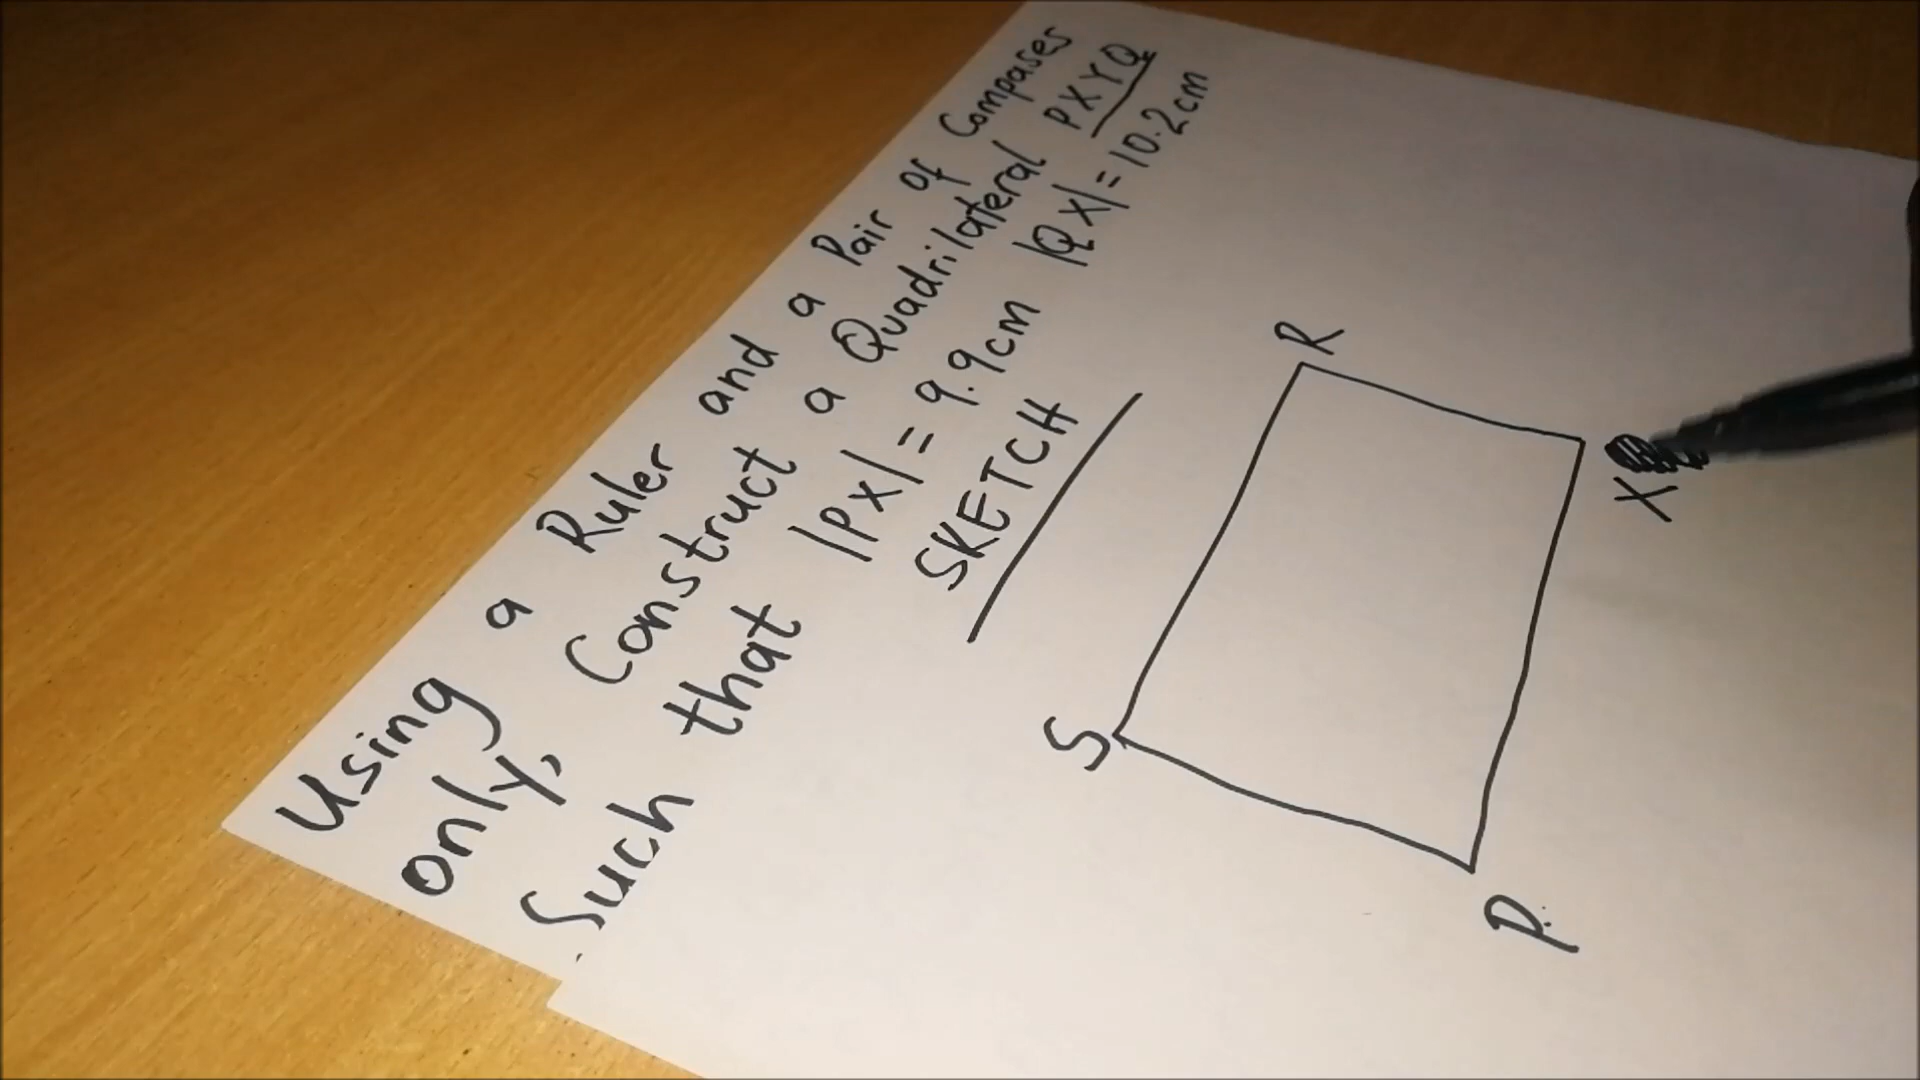 Using a Ruler and a Pair of Compases
only, Construct a Quadrilateral PXYQ
Such that |PX| = 9.9cm |QX| = 10.2cm
SKETCH
R
X
S
P